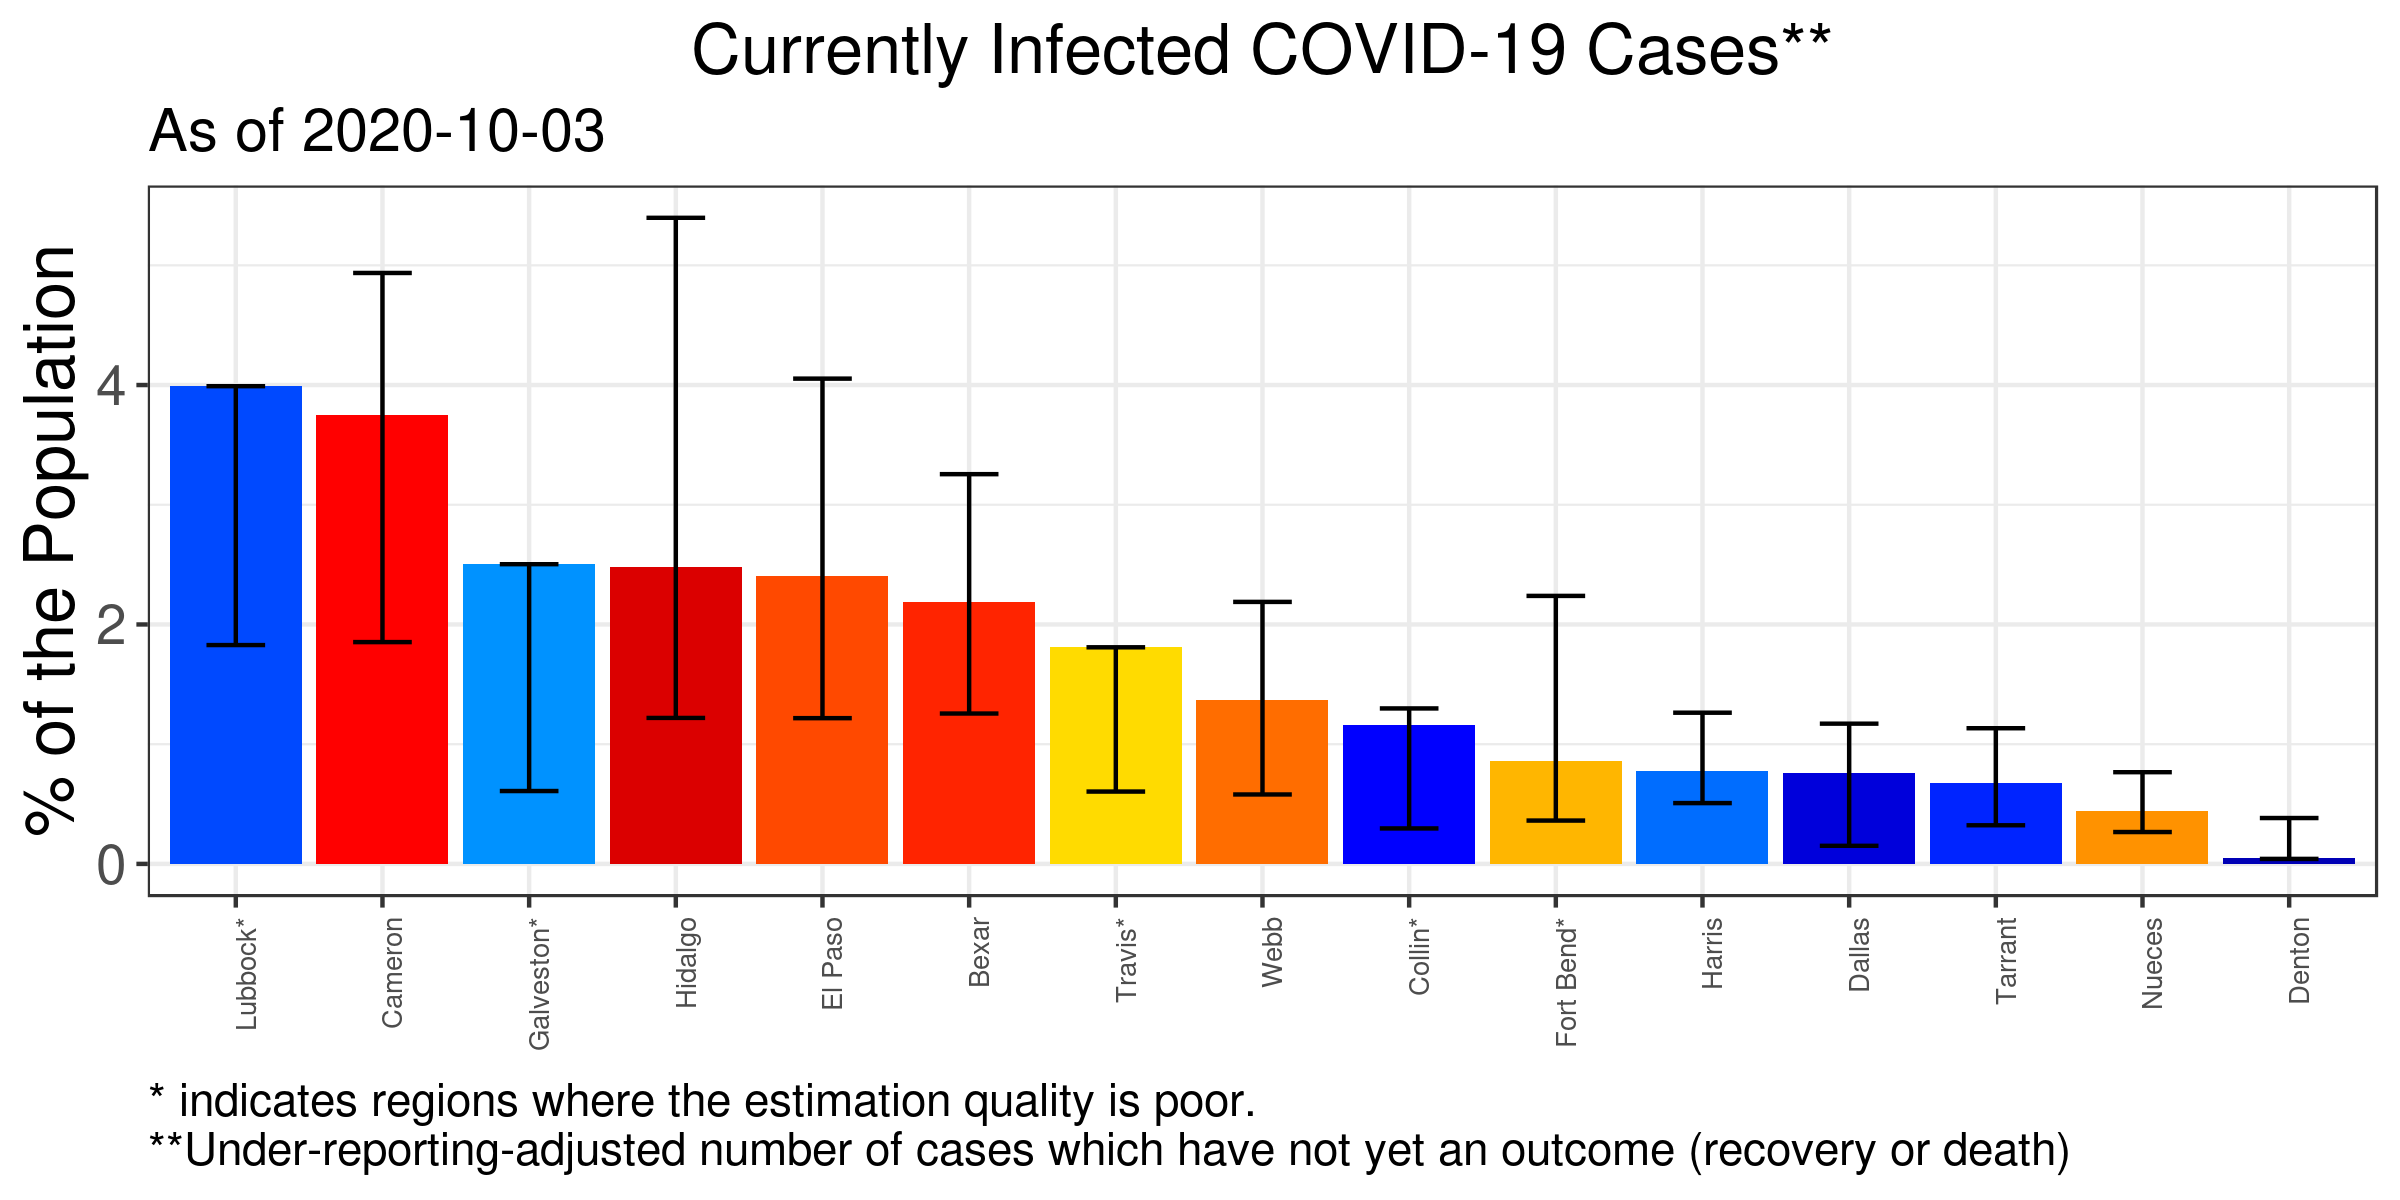 Currently Infected COVID-19 Cases**
As of 2020-10-03
% of the Population
4
2
0
Lubbock*
Cameron
Galveston*
Hidalgo
El Paso
Bexar
Travis*
Webb
Collin*
Fort Bend*
Harris
Dallas
Tarrant
Nueces
Denton
* indicates regions where the estimation quality is poor.
**Under-reporting-adjusted number of cases which have not yet an outcome (recovery or death)